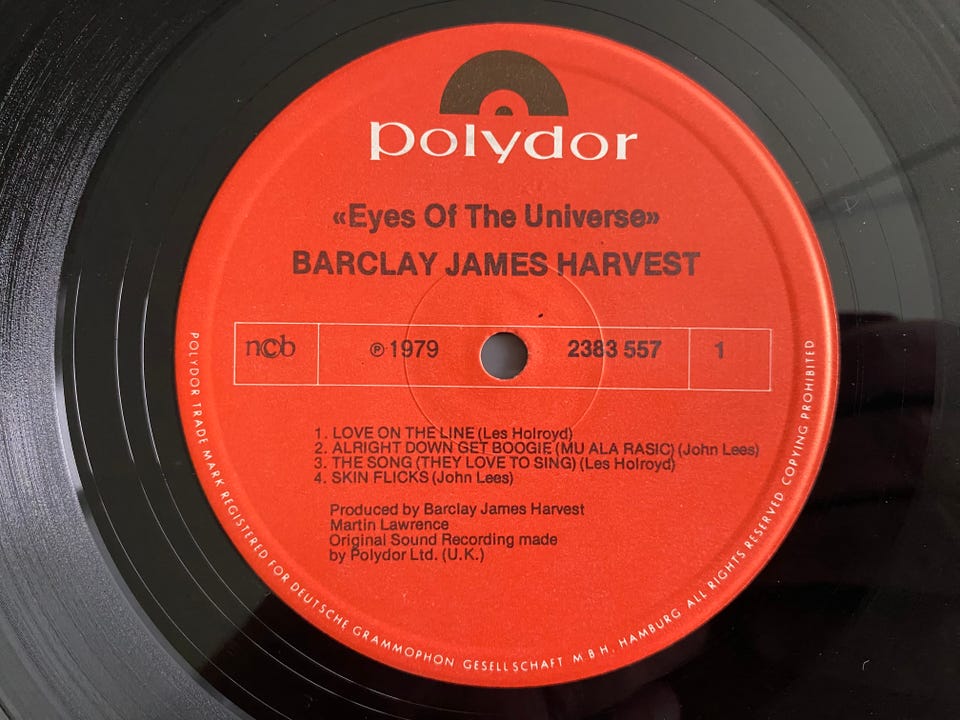 polydor
«Eyes Of The Universe»
BARCLAY JAMES HARVEST
ncb ℗ 1979 2383 557 1
1. LOVE ON THE LINE (Les Holroyd)
2. ALRIGHT DOWN GET BOOGIE (MU ALA RASIC) (John Lees)
3. THE SONG (THEY LOVE TO SING) (Les Holroyd)
4. SKIN FLICKS (John Lees)
Produced by Barclay James Harvest
Martin Lawrence
Original Sound Recording made
by Polydor Ltd. (U.K.)
POLYDOR TRADE MARK REGISTERED FOR DEUTSCHE GRAMMOPHON GESELLSCHAFT M.B.H. HAMBURG ALL RIGHTS RESERVED COPYING PROHIBITED